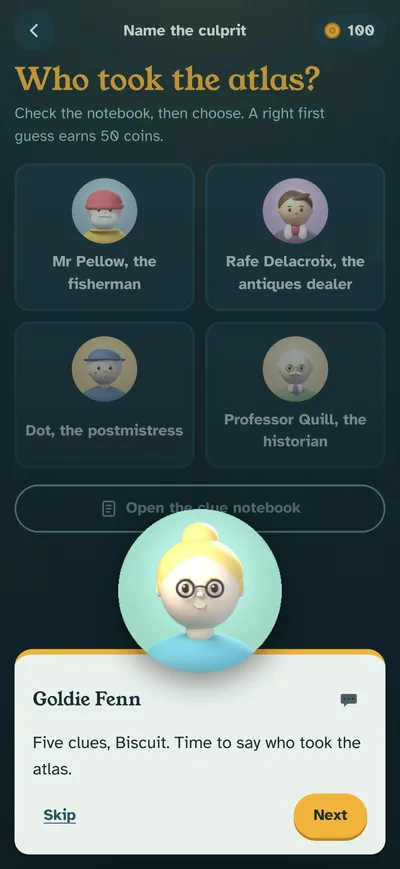 Name the culprit
100
Who took the atlas?
Check the notebook, then choose. A right first
guess earns 50 coins.
Mr Pellow, the
fisherman
Rafe Delacroix, the
antiques dealer
Dot, the postmistress
Professor Quill, the
historian
Open the clue notebook
Goldie Fenn
Five clues, Biscuit. Time to say who took the
atlas.
Skip
Next